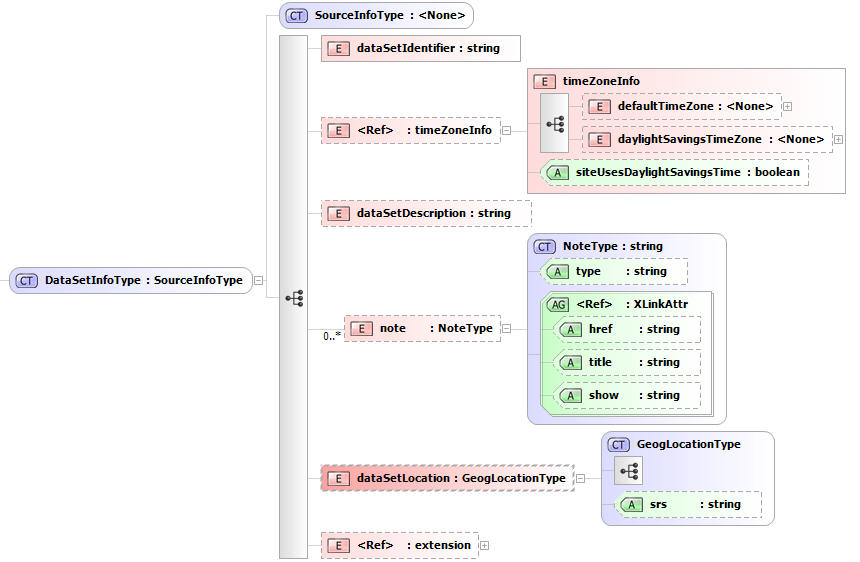 CT SourceInfoType : <None>
E dataSetIdentifier : string
E timeZoneInfo
E defaultTimeZone : <None>
E <Ref> : timeZoneInfo
E daylightSavingsTimeZone : <None>
A siteUsesDaylightSavingsTime : boolean
E dataSetDescription : string
CT NoteType : string
A type : string
CT DataSetInfoType : SourceInfoType
AG <Ref> : XLinkAttr
E note : NoteType
0..*
A href : string
A title : string
A show : string
CT GeogLocationType
E dataSetLocation : GeogLocationType
A srs : string
E <Ref> : extension